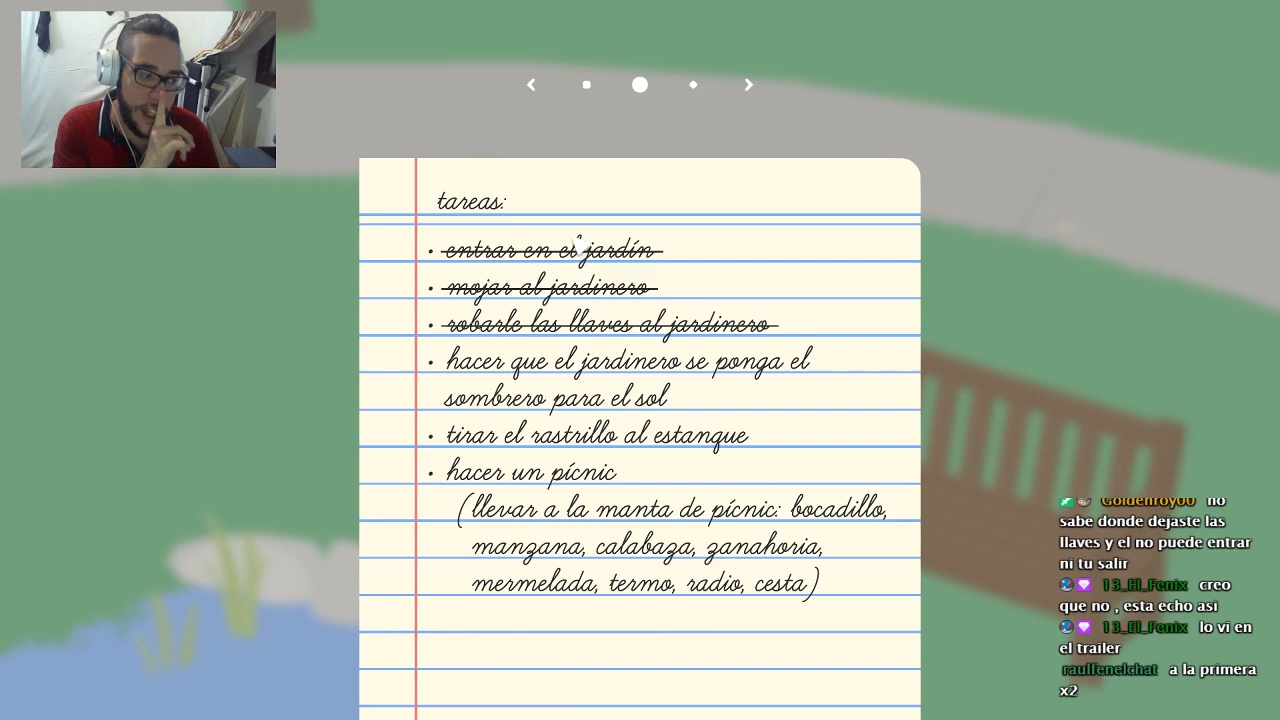 tareas:
• entrar en el jardín
• mojar al jardinero
• robarle las llaves al jardinero
• hacer que el jardinero se ponga el
sombrero para el sol
• tirar el rastrillo al estanque
• hacer un pícnic
(llevar a la manta de pícnic: bocadillo,
manzana, calabaza, zanahoria,
mermelada, termo, radio, cesta)
Goldenroy00 no
sabe donde dejaste las
llaves y el no puede entrar
ni tu salir
13_El_Fenix creo
que no , esta echo asi
13_El_Fenix lo vi en
el trailer
raulfenelchat a la primera
x2